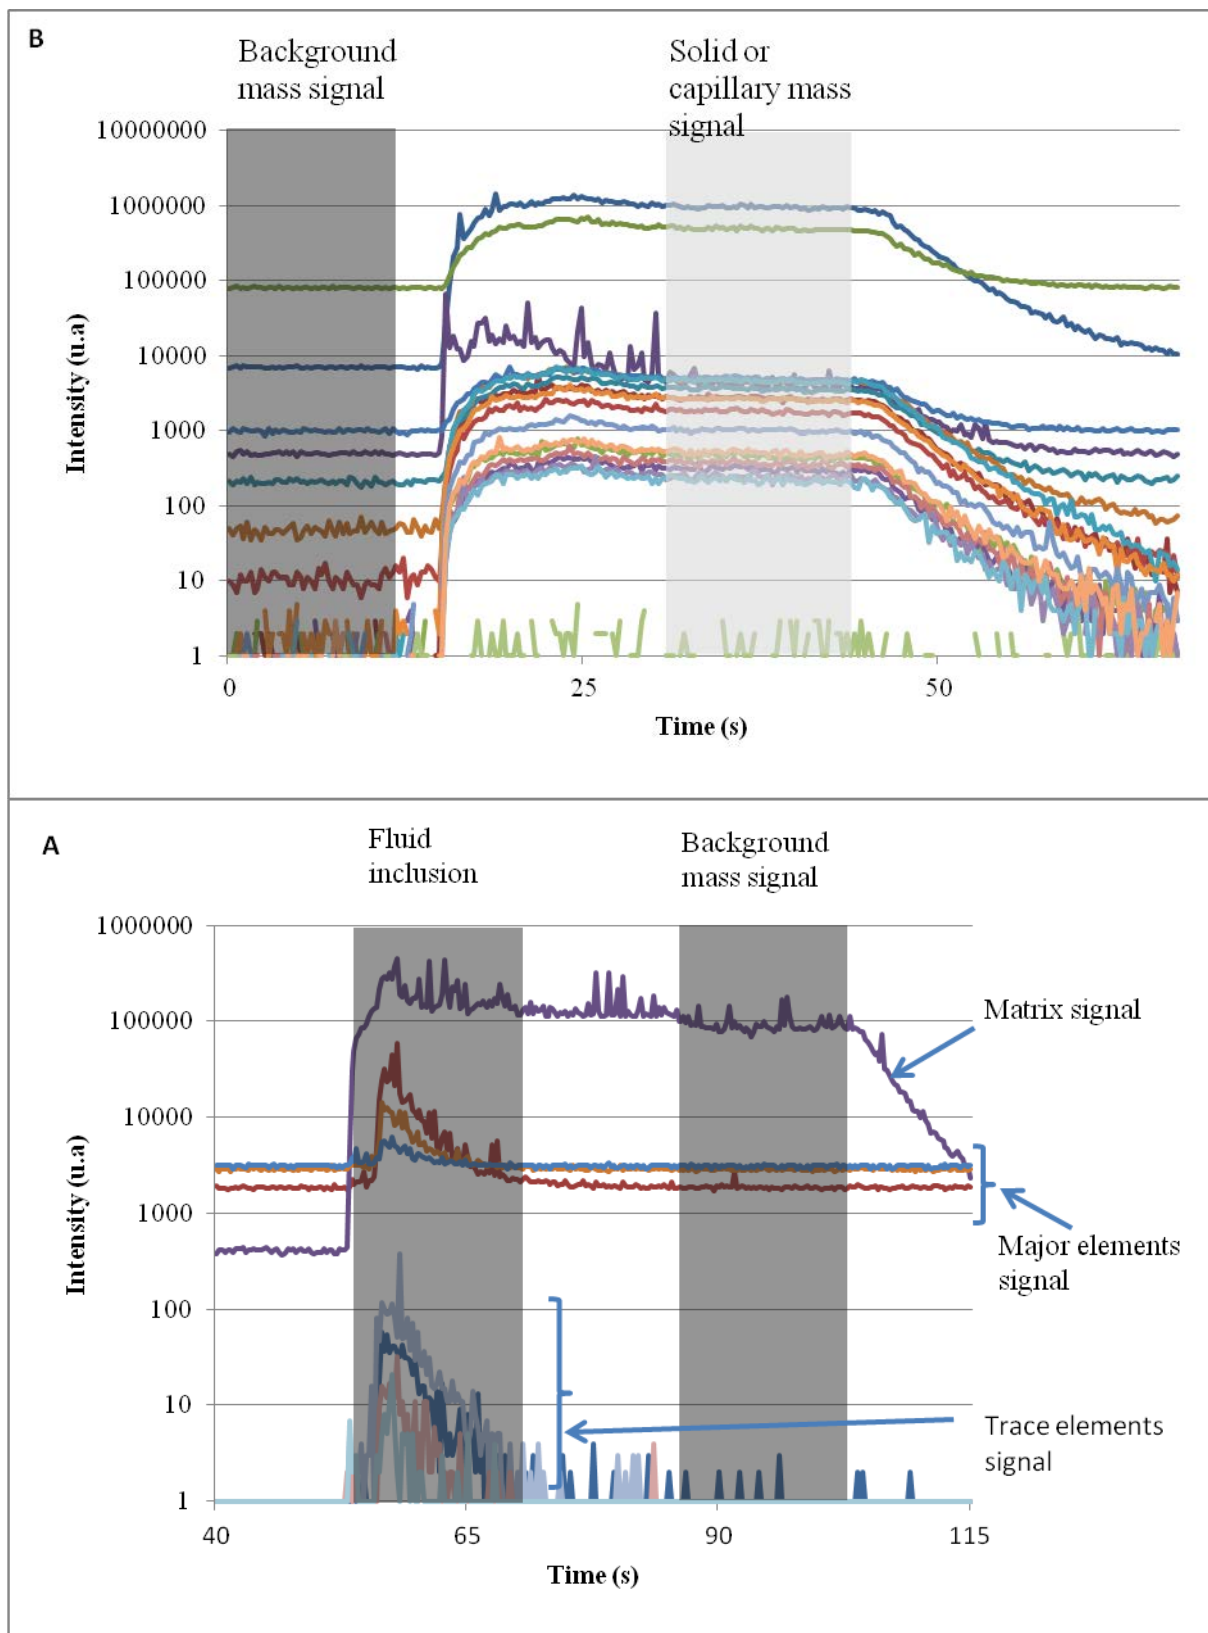 B
Background
mass signal
Solid or
capillary mass
signal
10000000
1000000
100000
10000
1000
100
10
1
Intensity (u.a)
0
25
50
Time (s)
A
Fluid
inclusion
Background
mass signal
1000000
100000
10000
1000
100
10
1
Intensity (u.a)
Matrix signal
Major elements
signal
Trace elements
signal
40
65
90
115
Time (s)